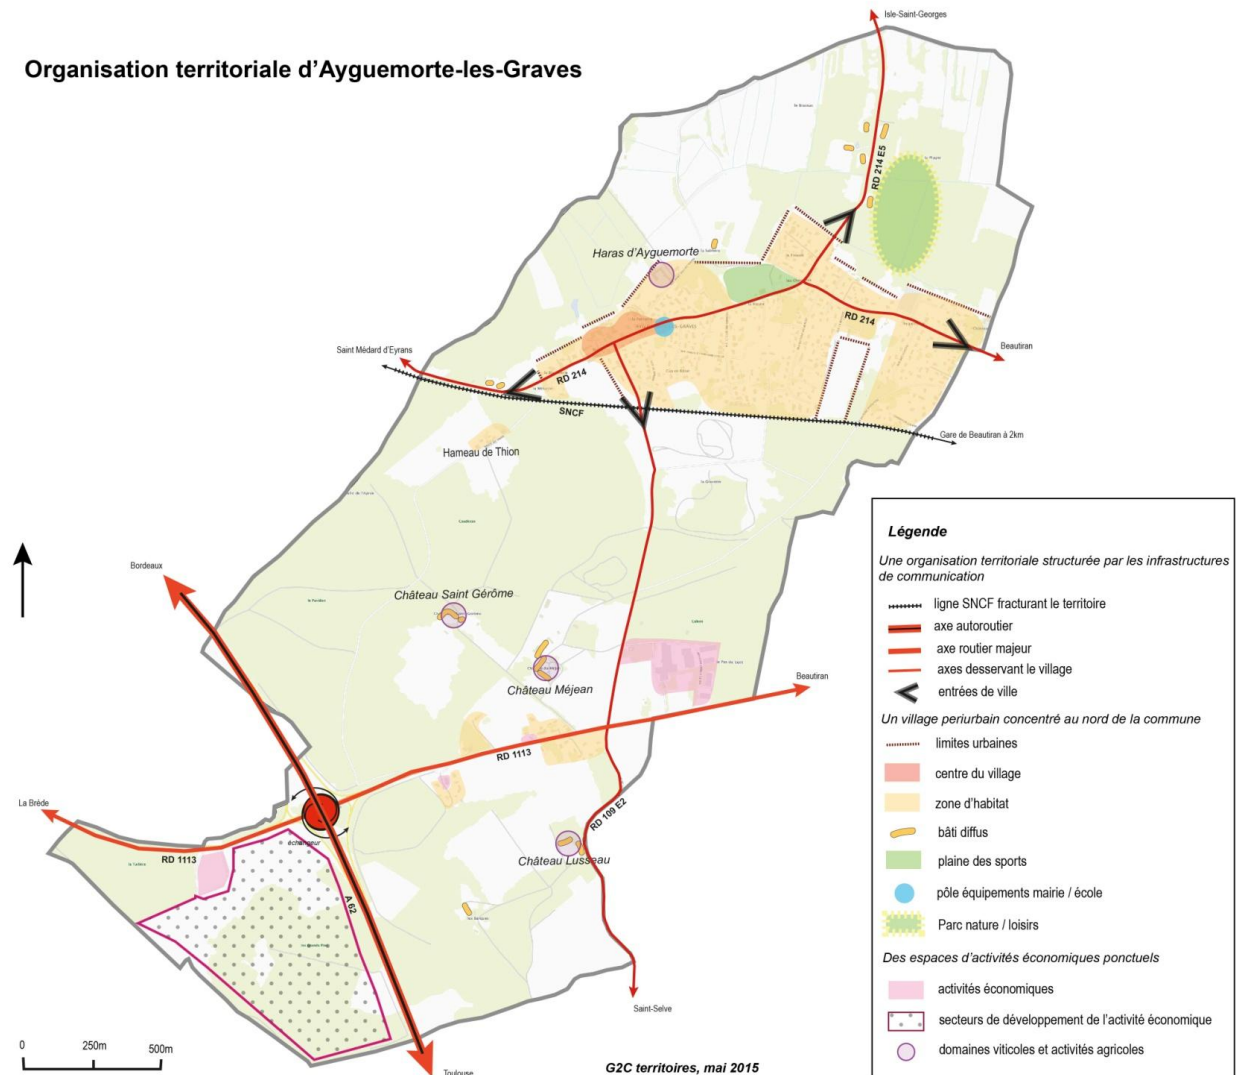 Isle-Saint-Georges
Organisation territoriale d'Ayguemorte-les-Graves
RD 214 E5
Haras d'Ayguemorte
RD 214
Saint Médard d'Eyrans
Beautiran
RD 214
SNCF
Gare de Beautiran à 2km
Hameau de Thion
Bordeaux
Château Saint Gérôme
Château Méjean
Beautiran
RD 1113
La Brède
RD 109 E2
échangeur
RD 1113
Château Lusseau
A 62
Saint-Selve
0 250m 500m
Toulouse
G2C territoires, mai 2015
Légende
Une organisation territoriale structurée par les infrastructures
de communication
ligne SNCF fracturant le territoire
axe autoroutier
axe routier majeur
axes desservant le village
entrées de ville
Un village periurbain concentré au nord de la commune
limites urbaines
centre du village
zone d'habitat
bâti diffus
plaine des sports
pôle équipements mairie / école
Parc nature / loisirs
Des espaces d'activités économiques ponctuels
activités économiques
secteurs de développement de l'activité économique
domaines viticoles et activités agricoles